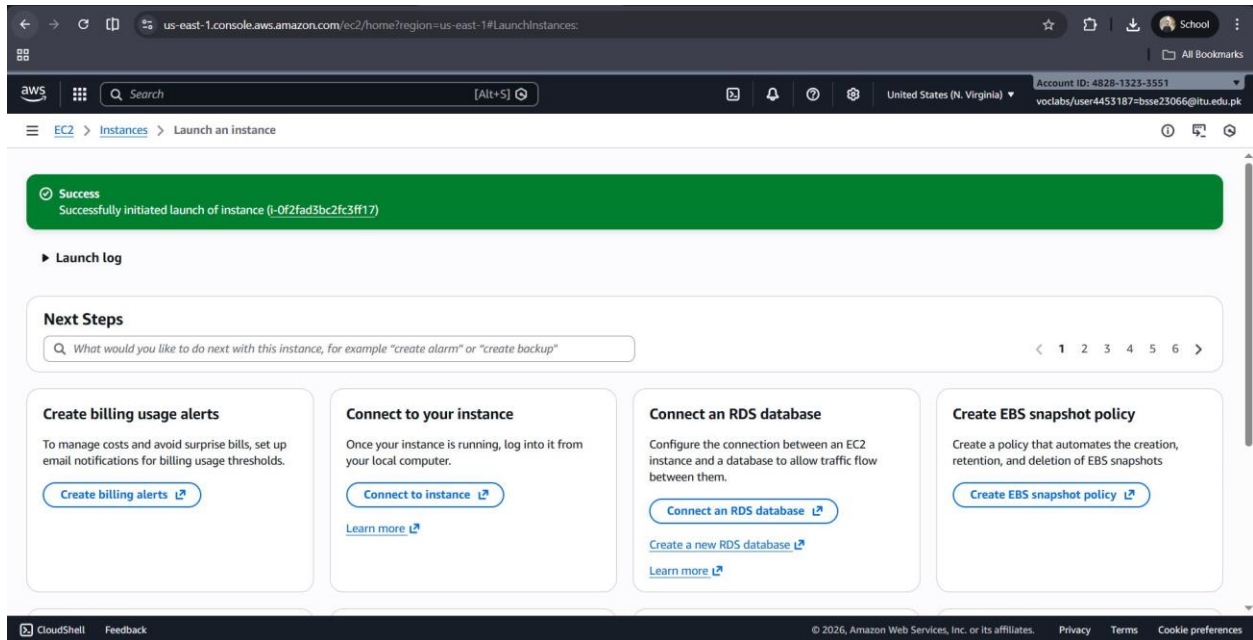 us-east-1.console.aws.amazon.com/ec2/home?region=us-east-1#LaunchInstances:
School
All Bookmarks
aws
Search
[Alt+S]
United States (N. Virginia)
Account ID: 4828-1323-3551
voclabs/user4453187=bsse23066@itu.edu.pk
EC2 > Instances > Launch an instance
Success
Successfully initiated launch of instance (i-0f2fad3bc2fc3ff17)
Launch log
Next Steps
What would you like to do next with this instance, for example "create alarm" or "create backup"
1 2 3 4 5 6
Create billing usage alerts
To manage costs and avoid surprise bills, set up
email notifications for billing usage thresholds.
Create billing alerts
Connect to your instance
Once your instance is running, log into it from
your local computer.
Connect to instance
Learn more
Connect an RDS database
Configure the connection between an EC2
instance and a database to allow traffic flow
between them.
Connect an RDS database
Create a new RDS database
Learn more
Create EBS snapshot policy
Create a policy that automates the creation,
retention, and deletion of EBS snapshots
Create EBS snapshot policy
CloudShell
Feedback
© 2026, Amazon Web Services, Inc. or its affiliates.
Privacy
Terms
Cookie preferences